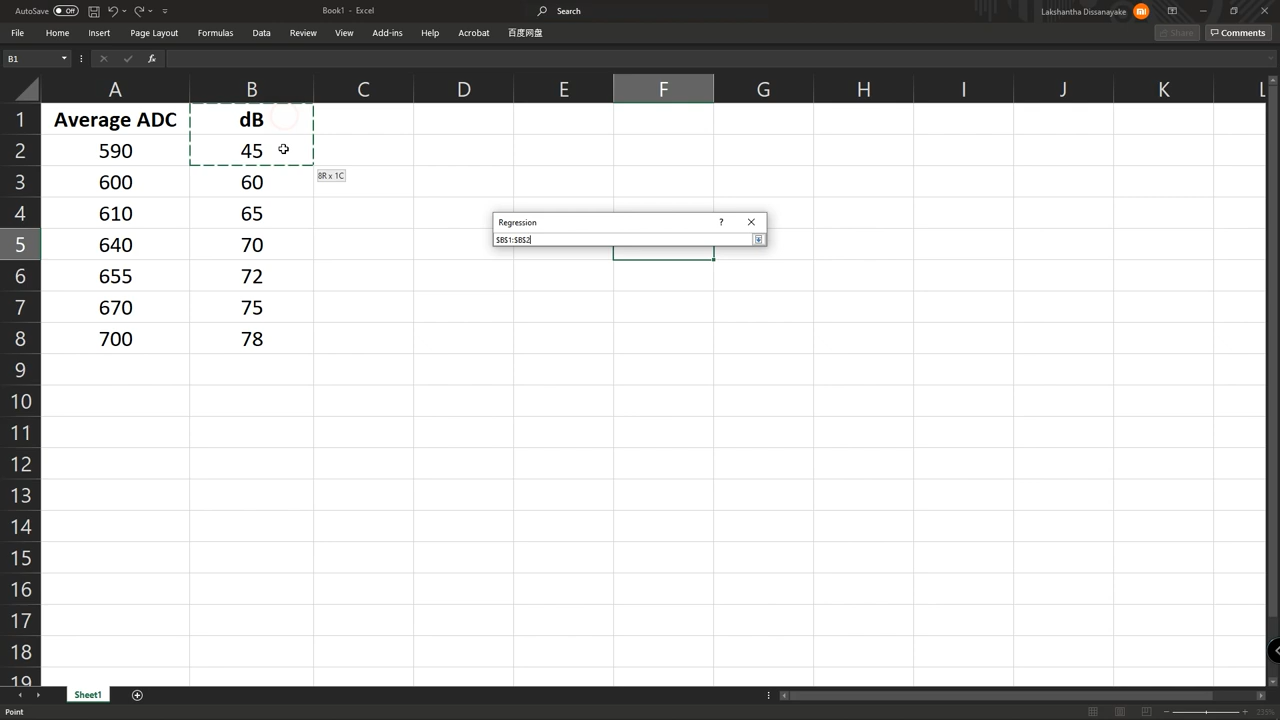 AutoSave Off Book1 - Excel Search Lakshantha Dissanayake
File Home Insert Page Layout Formulas Data Review View Add-ins Help Acrobat 百度网盘 Share Comments
B1 fx
A B C D E F G H I J K L
1 Average ADC dB
2 590 45
8R x 1C
3 600 60
4 610 65
Regression ? ×
$B$1:$B$2
5 640 70
6 655 72
7 670 75
8 700 78
9
10
11
12
13
14
15
16
17
18
19
Sheet1
Point 235%